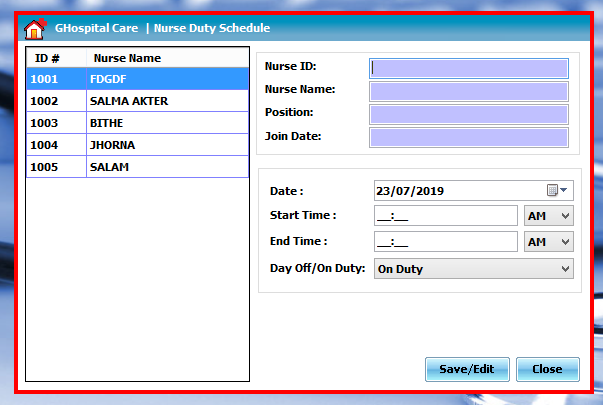 GHospital Care | Nurse Duty Schedule
ID # Nurse Name
1001 FDGDF
1002 SALMA AKTER
1003 BITHE
1004 JHORNA
1005 SALAM
Nurse ID:
Nurse Name:
Position:
Join Date:
Date : 23/07/2019
Start Time : __:__ AM
End Time : __:__ AM
Day Off/On Duty: On Duty
Save/Edit Close